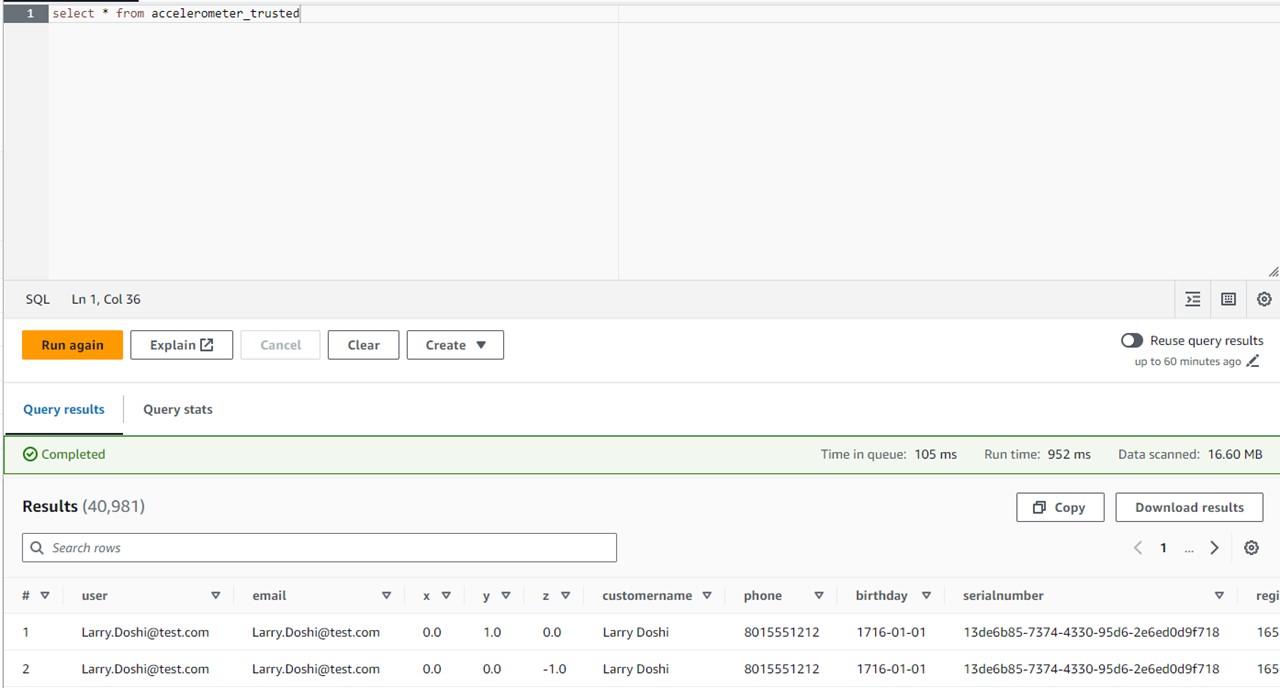 1 select * from accelerometer_trusted
SQL Ln 1, Col 36
Run again Explain Cancel Clear Create Reuse query results
up to 60 minutes ago
Query results Query stats
Completed Time in queue: 105 ms Run time: 952 ms Data scanned: 16.60 MB
Results (40,981) Copy Download results
Search rows 1 ...
# user email x y z customername phone birthday serialnumber regi
1 Larry.Doshi@test.com Larry.Doshi@test.com 0.0 1.0 0.0 Larry Doshi 8015551212 1716-01-01 13de6b85-7374-4330-95d6-2e6ed0d9f718 165
2 Larry.Doshi@test.com Larry.Doshi@test.com 0.0 0.0 -1.0 Larry Doshi 8015551212 1716-01-01 13de6b85-7374-4330-95d6-2e6ed0d9f718 165